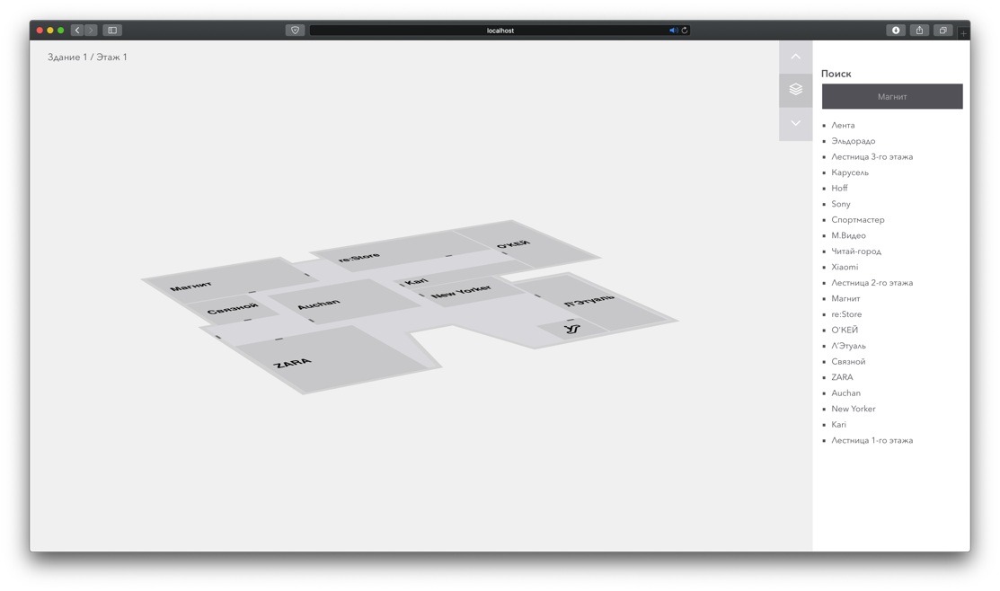 localhost
Здание 1 / Этаж 1
Поиск
Магнит
Лента
Эльдорадо
Лестница 3-го этажа
Карусель
Hoff
Sony
Спортмастер
М.Видео
Читай-город
Xiaomi
Лестница 2-го этажа
Магнит
re:Store
О'КЕЙ
Л'Этуаль
Связной
ZARA
Auchan
New Yorker
Kari
Лестница 1-го этажа
О'КЕЙ
re:Store
Магнит
Kari
New Yorker
Связной
Auchan
Л'Этуаль
ZARA